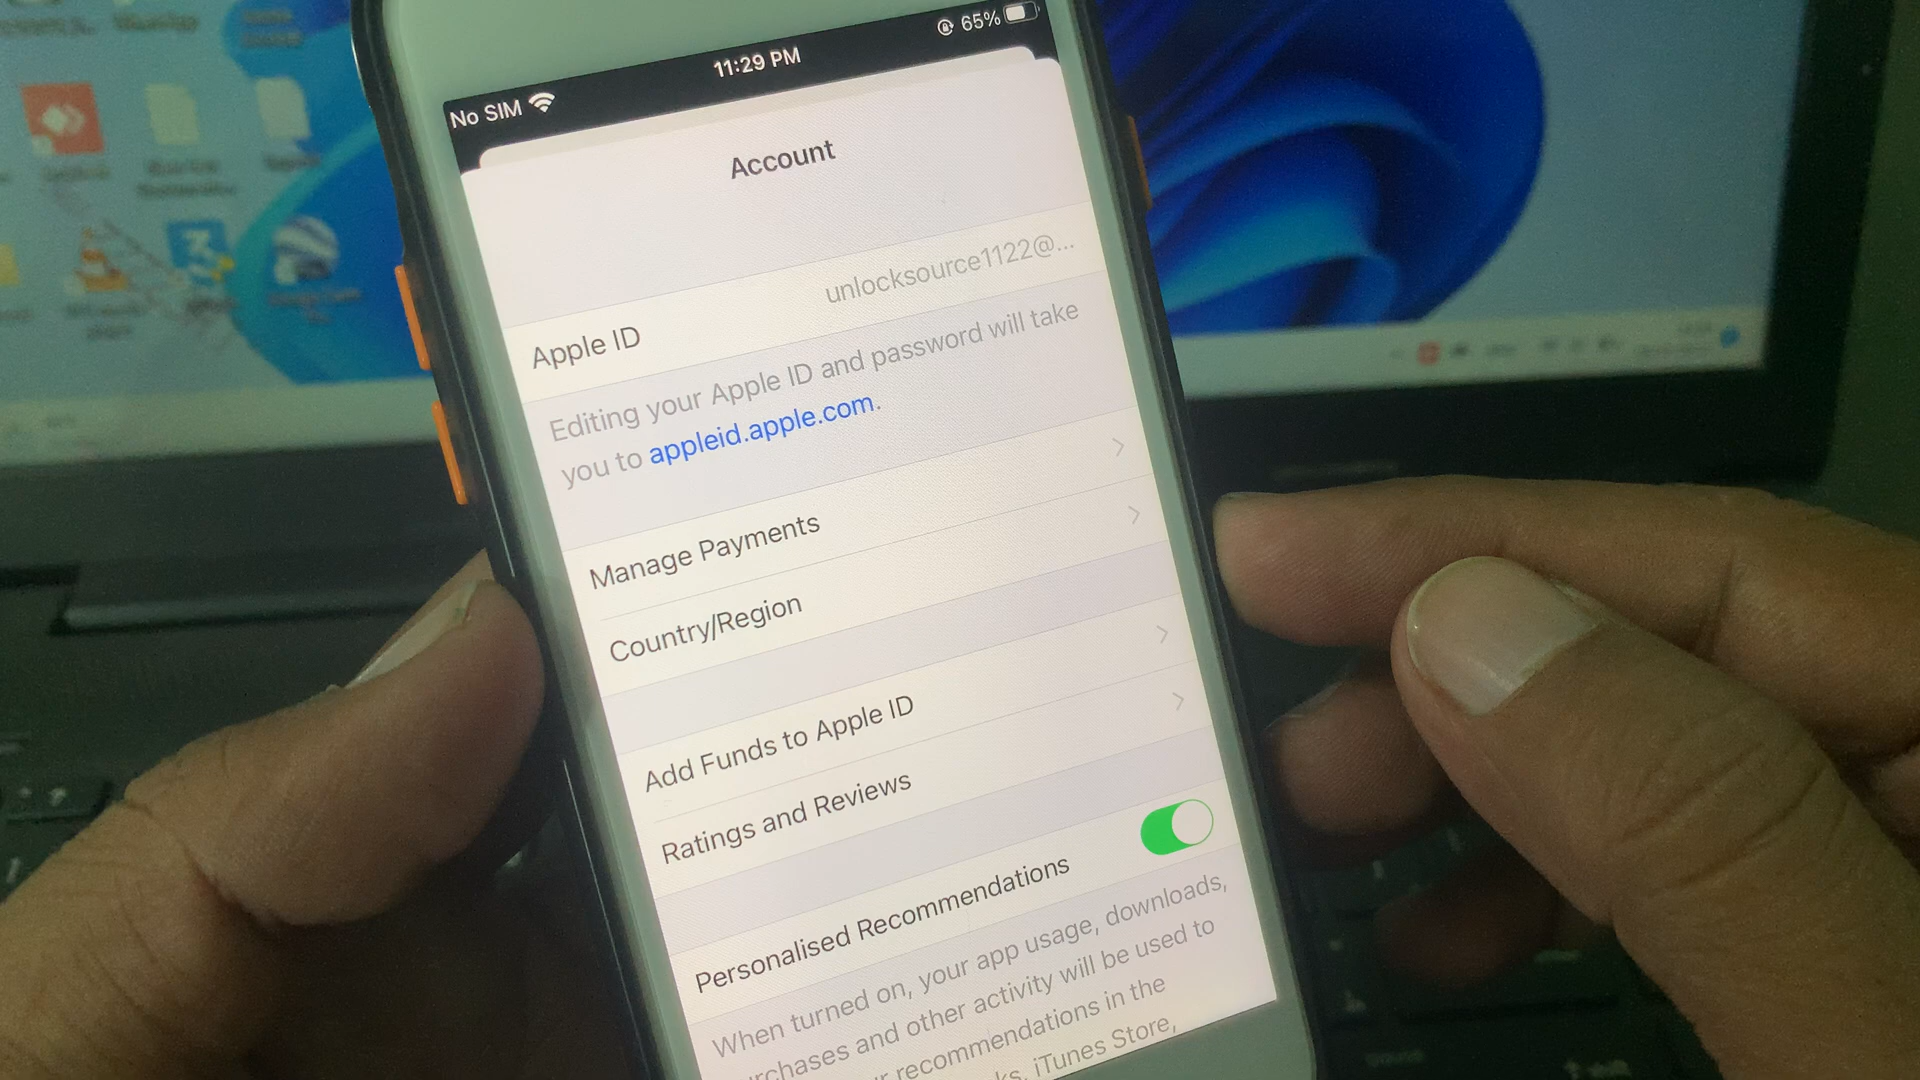 No SIM 11:29 PM 65%
Account
Apple ID unlocksource1122@...
Editing your Apple ID and password will take
you to appleid.apple.com.
Manage Payments
Country/Region
Add Funds to Apple ID
Ratings and Reviews
Personalised Recommendations
When turned on, your app usage, downloads,
purchases and other activity will be used to
recommendations in the
iTunes Store,